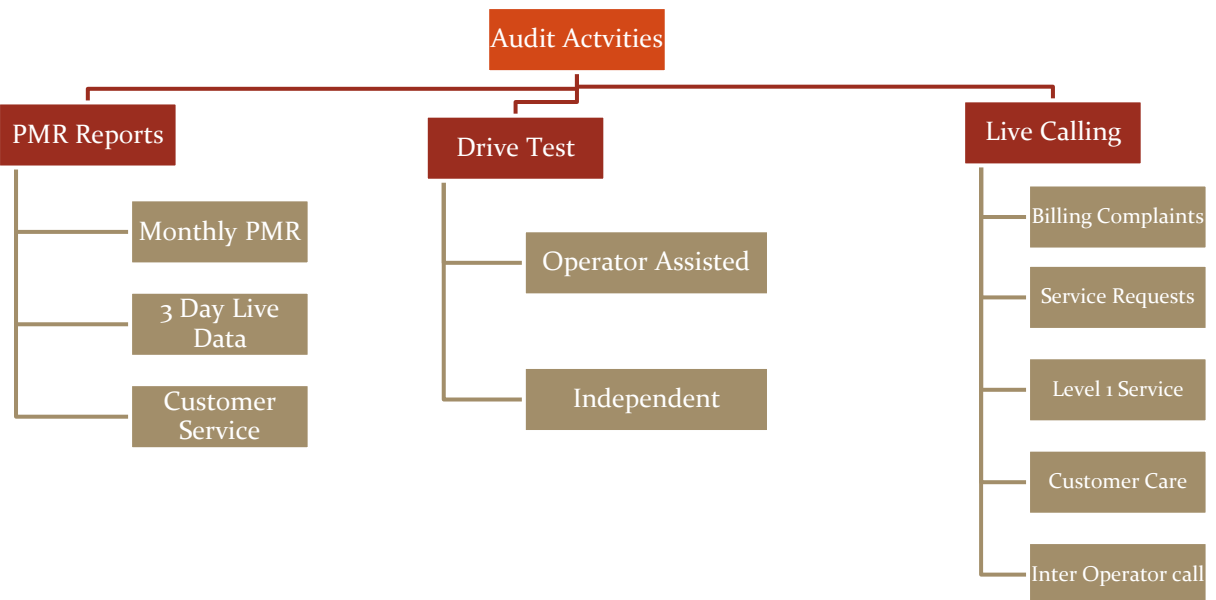 Audit Actvities
PMR Reports
Monthly PMR
3 Day Live
Data
Customer
Service
Drive Test
Operator Assisted
Independent
Live Calling
Billing Complaints
Service Requests
Level 1 Service
Customer Care
Inter Operator call